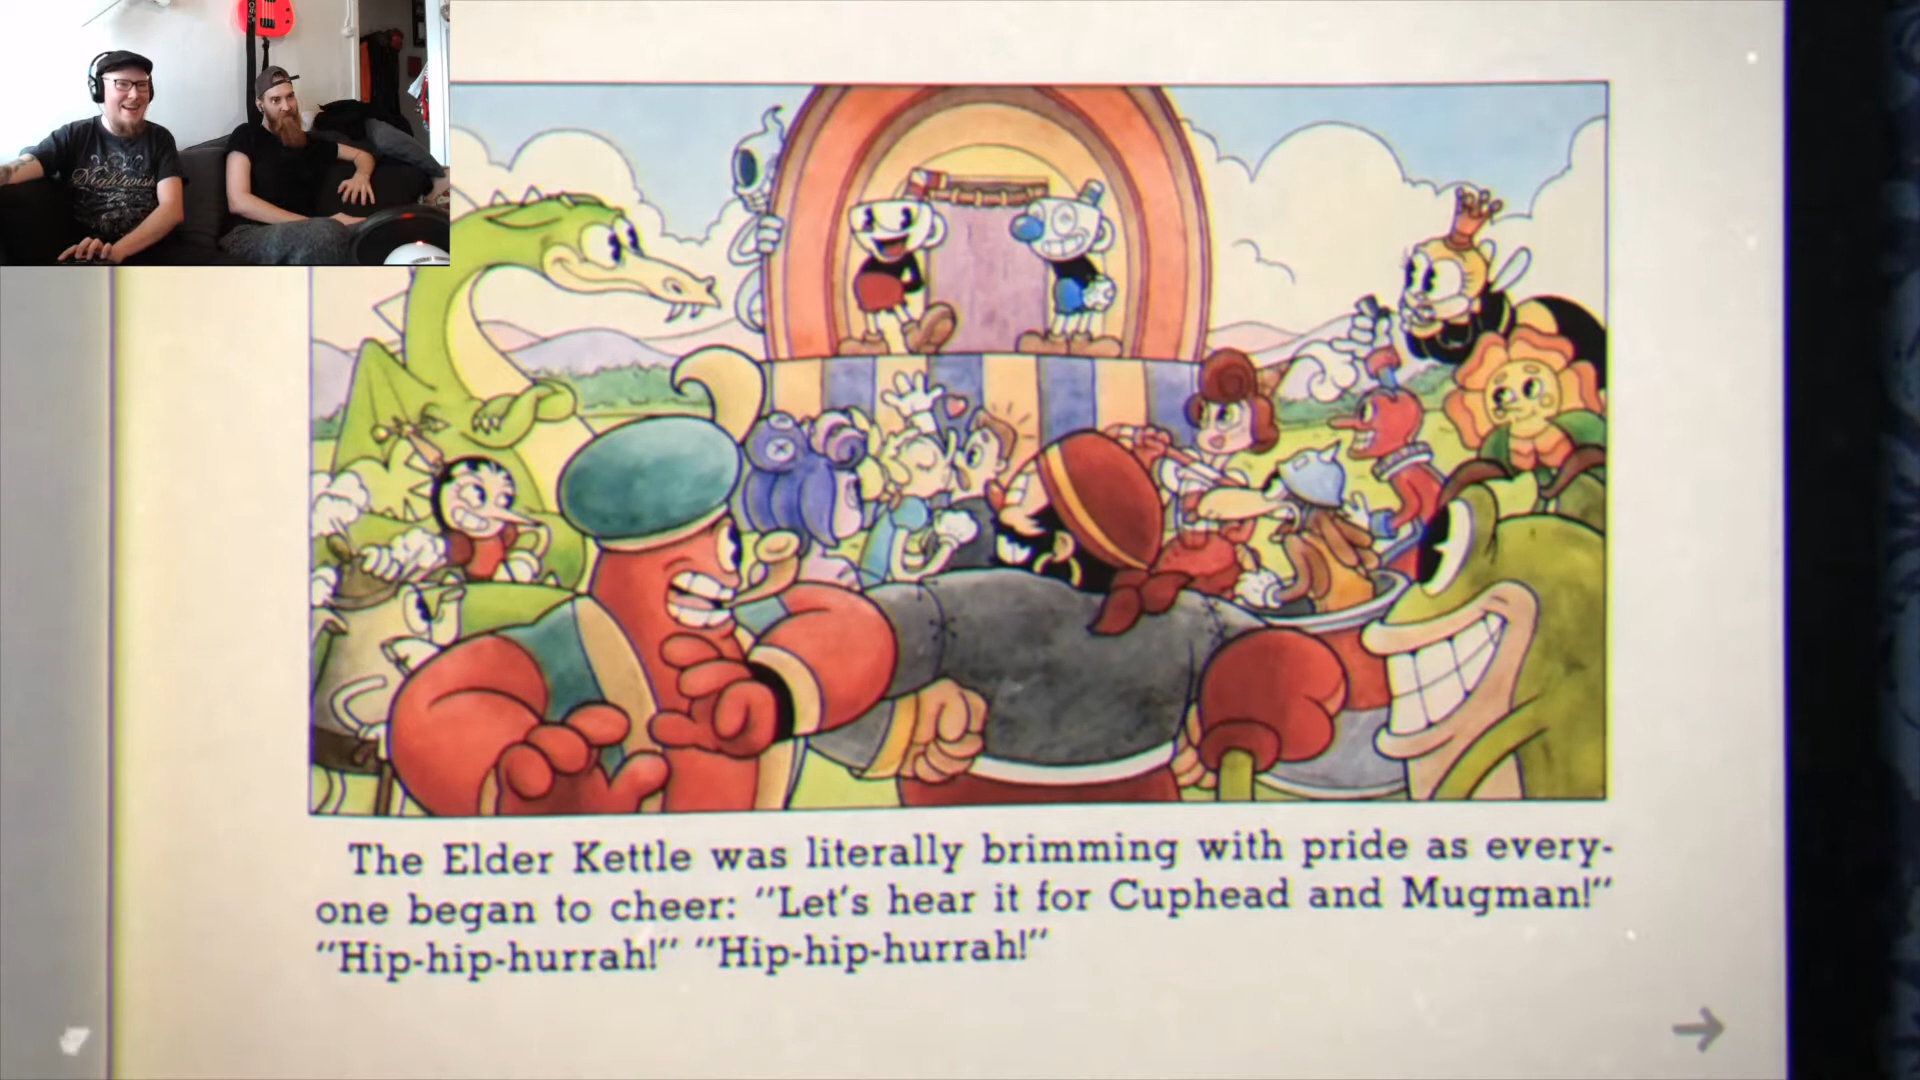 Nightwish
The Elder Kettle was literally brimming with pride as every-
one began to cheer: "Let's hear it for Cuphead and Mugman!"
"Hip-hip-hurrah!" "Hip-hip-hurrah!"